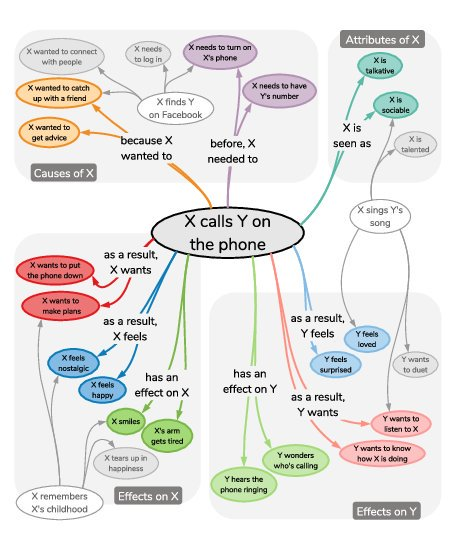 X wanted to connect
with people
X needs
to log in
X needs to turn on
X's phone
X wanted to catch
up with a friend
X finds Y
on Facebook
X needs to have
Y's number
X wanted to
get advice
because X
wanted to
before, X
needed to
Causes of X
Attributes of X
X is
talkative
X is
sociable
X is
seen as
X is
talented
X calls Y on
the phone
X sings Y's
song
X wants to put
the phone down
as a result,
X wants
X wants to
make plans
as a result,
X feels
X feels
nostalgic
X feels
happy
has an
effect on X
X smiles
X's arm
gets tired
X tears up in
happiness
X remembers
X's childhood
Effects on X
as a result,
Y feels
Y feels
loved
Y feels
surprised
Y wants
to duet
has an
effect on Y
as a result,
Y wants
Y wants to
listen to X
Y wonders
who's calling
Y wants to know
how X is doing
Y hears the
phone ringing
Effects on Y